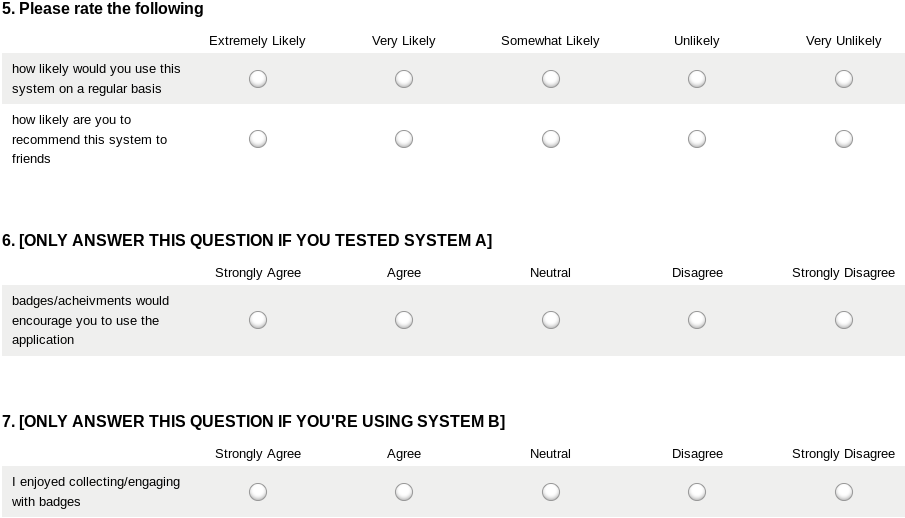 5. Please rate the following
Extremely Likely Very Likely Somewhat Likely Unlikely Very Unlikely
how likely would you use this
system on a regular basis
how likely are you to
recommend this system to
friends
6. [ONLY ANSWER THIS QUESTION IF YOU TESTED SYSTEM A]
Strongly Agree Agree Neutral Disagree Strongly Disagree
badges/acheivments would
encourage you to use the
application
7. [ONLY ANSWER THIS QUESTION IF YOU'RE USING SYSTEM B]
Strongly Agree Agree Neutral Disagree Strongly Disagree
I enjoyed collecting/engaging
with badges